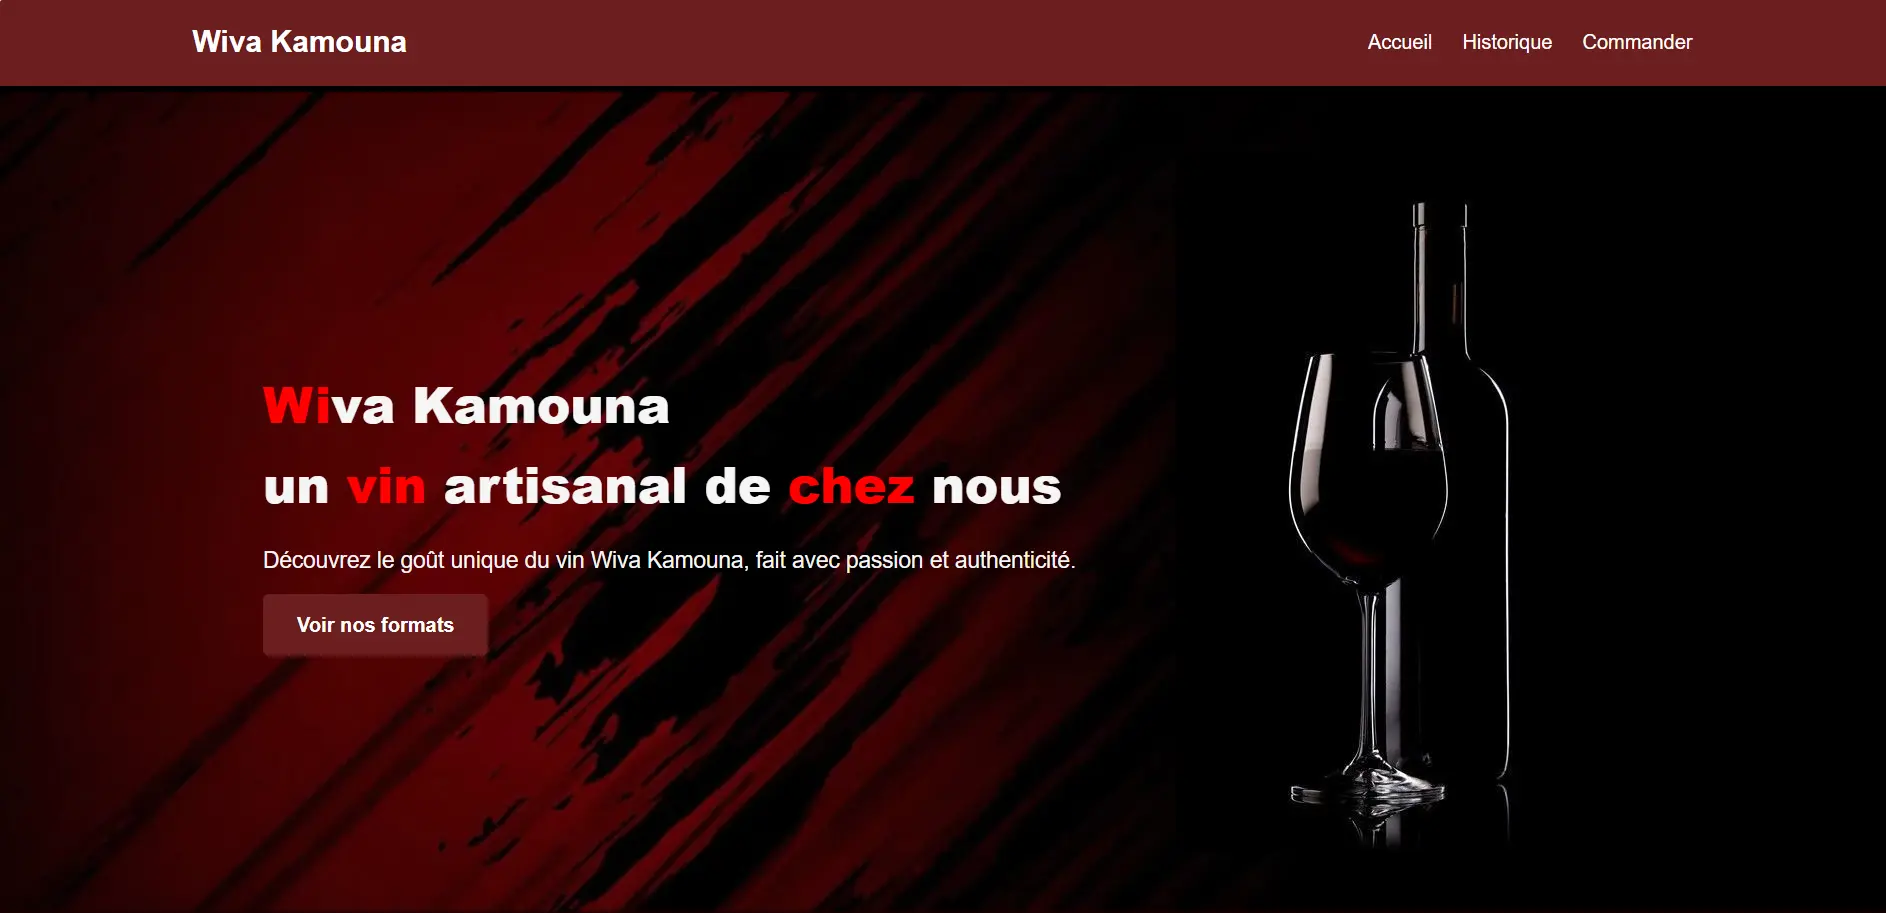 Wiva Kamouna
Accueil Historique Commander
Wiva Kamouna
un vin artisanal de chez nous
Découvrez le goût unique du vin Wiva Kamouna, fait avec passion et authenticité.
Voir nos formats